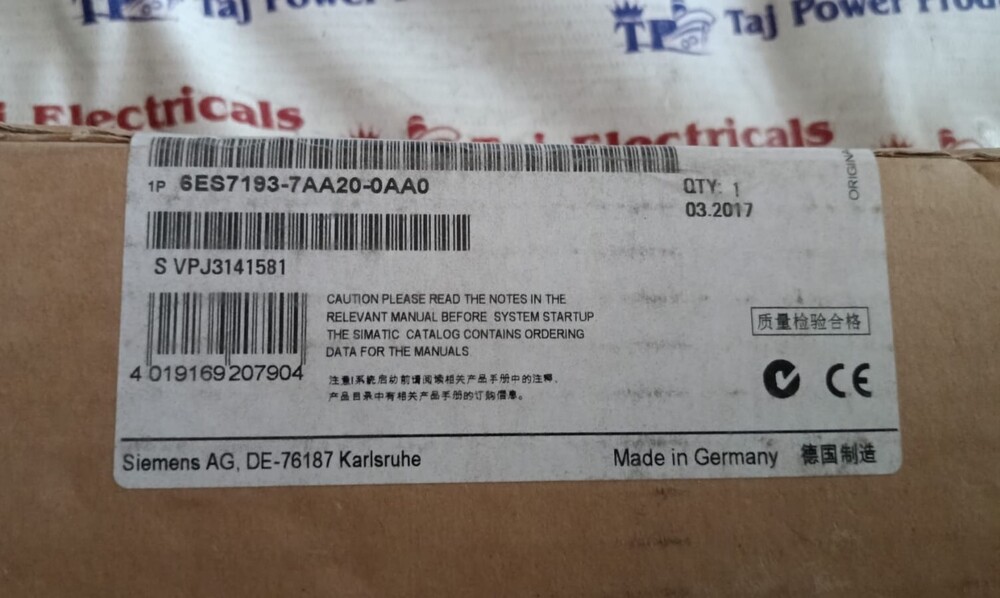 TP Taj Power Prod
TP Taj Power Produ
Taj Electricals
1P 6ES7193-7AA20-0AA0
QTY: 1
03.2017
ORIGIN
S VPJ3141581
CAUTION PLEASE READ THE NOTES IN THE
RELEVANT MANUAL BEFORE SYSTEM STARTUP
THE SIMATIC CATALOG CONTAINS ORDERING
DATA FOR THE MANUALS
质量检验合格
4 019169 207904
注意!系统启动前请阅读相关产品手册中的注释.
产品目录中有相关产品手册的订购信息。
CE
Siemens AG, DE-76187 Karlsruhe
Made in Germany 德国制造